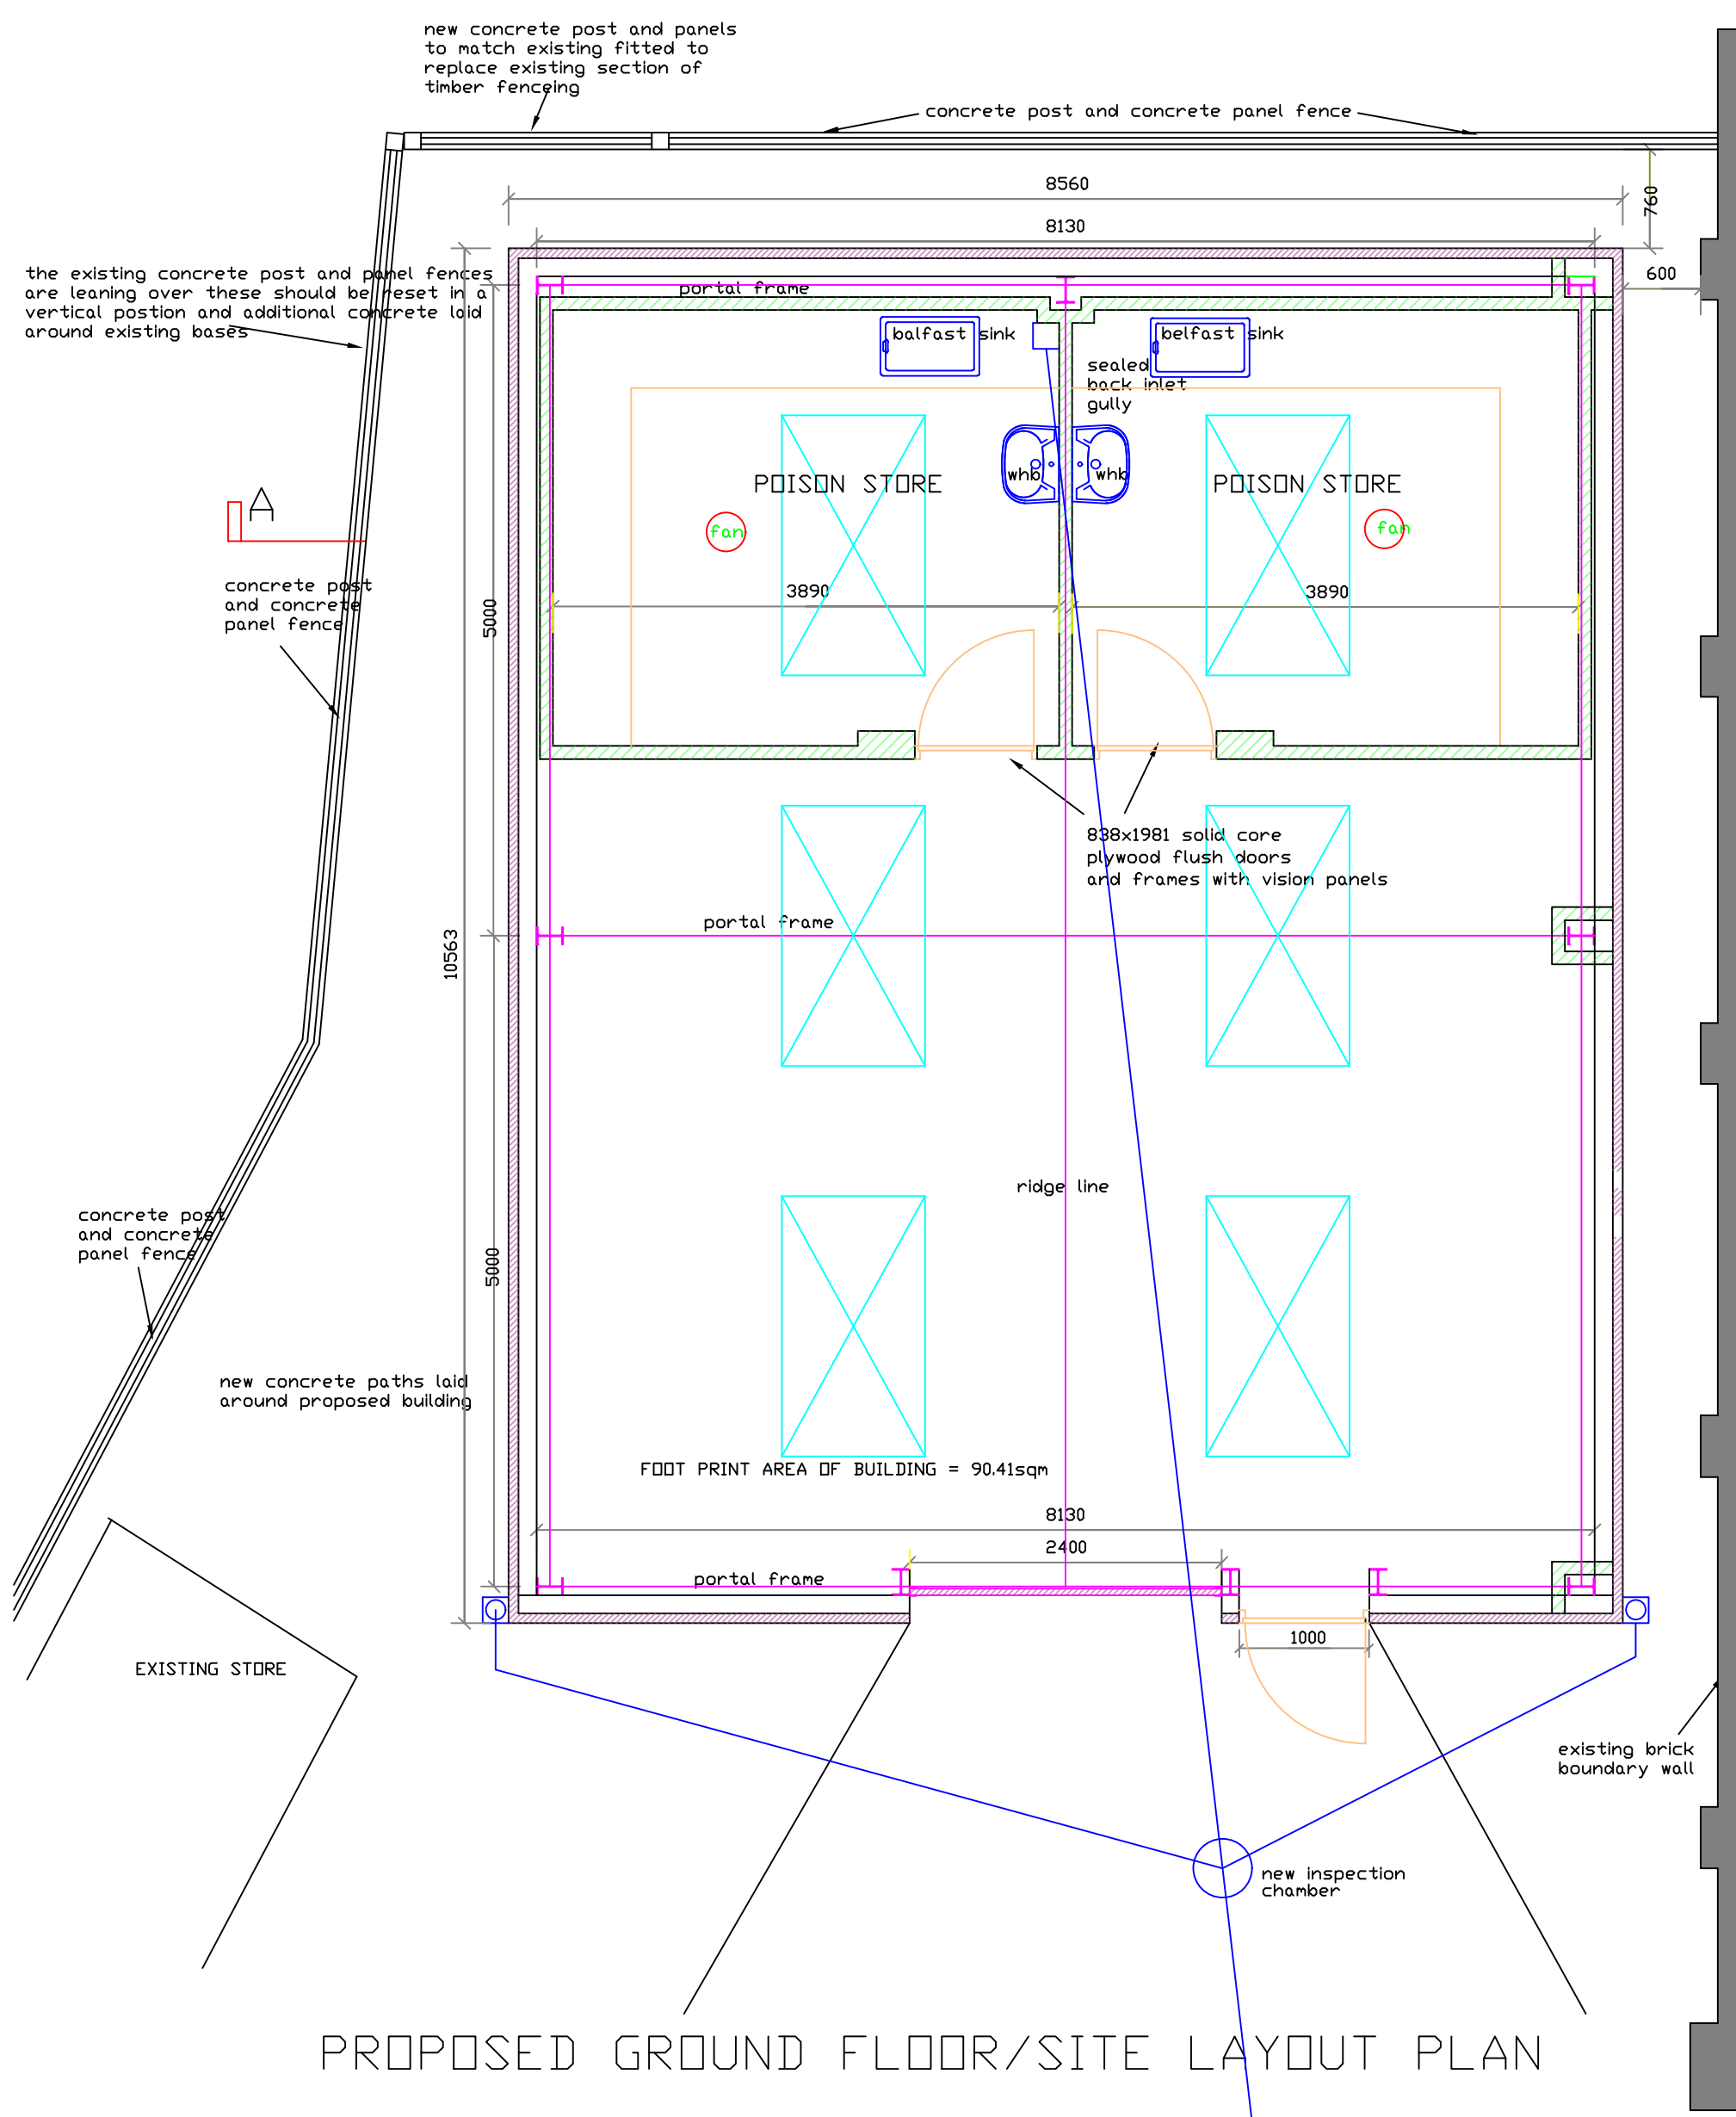 new concrete post and panels
to match existing fitted to
replace existing section of
timber fenceing
concrete post and concrete panel fence
8560
760
8130
the existing concrete post and panel fences
are leaning over these should be reset in a
vertical postion and additional concrete laid
around existing bases
600
portal frame
balfast sink
belfast sink
sealed
back inlet
gully
whb
whb
POISON STORE
POISON STORE
A
fan
fan
concrete post
and concrete
panel fence
3890
3890
5000
838x1981 solid core
plywood flush doors
and frames with vision panels
portal frame
10563
ridge line
concrete post
and concrete
panel fence
5000
new concrete paths laid
around proposed building
FOOT PRINT AREA OF BUILDING = 90.41sqm
8130
2400
portal frame
1000
EXISTING STORE
existing brick
boundary wall
new inspection
chamber
PROPOSED GROUND FLOOR/SITE LAYOUT PLAN